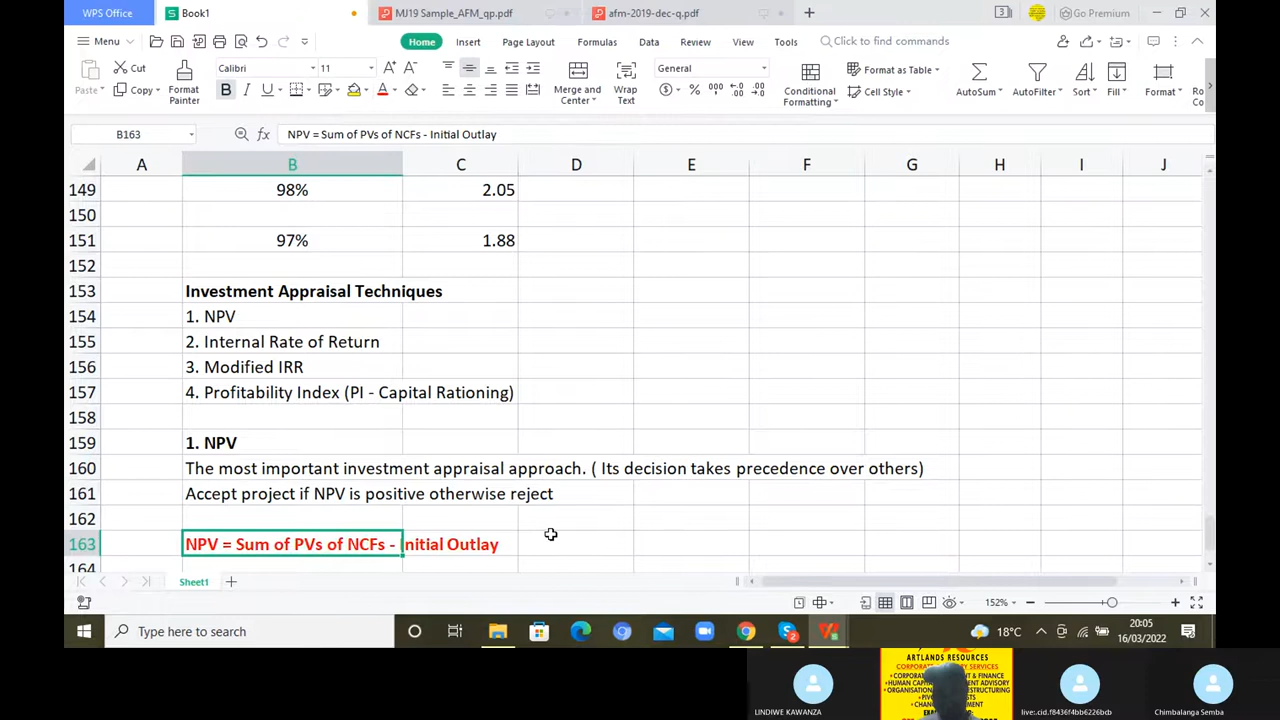 WPS Office
Book1
MJ19 Sample_AFM_qp.pdf
afm-2019-dec-q.pdf
3
Go Premium
Menu
Home
Insert
Page Layout
Formulas
Data
Review
View
Tools
Click to find commands
Paste
Cut
Copy
Format Painter
Calibri
11
A+
A-
B
I
U
Merge and Center
Wrap Text
General
Conditional Formatting
Format as Table
Cell Style
AutoSum
AutoFilter
Sort
Fill
Format
B163
fx
NPV = Sum of PVs of NCFs - Initial Outlay
A B C D E F G H I J
149 98% 2.05
150
151 97% 1.88
152
153 Investment Appraisal Techniques
154 1. NPV
155 2. Internal Rate of Return
156 3. Modified IRR
157 4. Profitability Index (PI - Capital Rationing)
158
159 1. NPV
160 The most important investment appraisal approach. ( Its decision takes precedence over others)
161 Accept project if NPV is positive otherwise reject
162
163 NPV = Sum of PVs of NCFs - Initial Outlay
164
Sheet1
152%
Type here to search
18°C
20:05
16/03/2022
ARTLANDS RESOURCES
LINDIWE KAWANZA
live:.cid.f8436f4bb6226bcb
Chimbalanga Semba